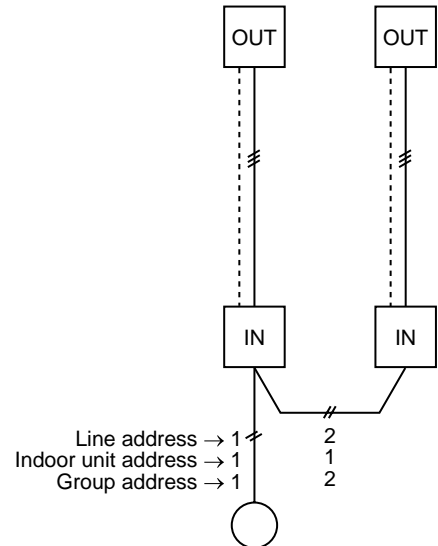 OUT OUT
IN IN
Line address → 1 2
Indoor unit address → 1 1
Group address → 1 2